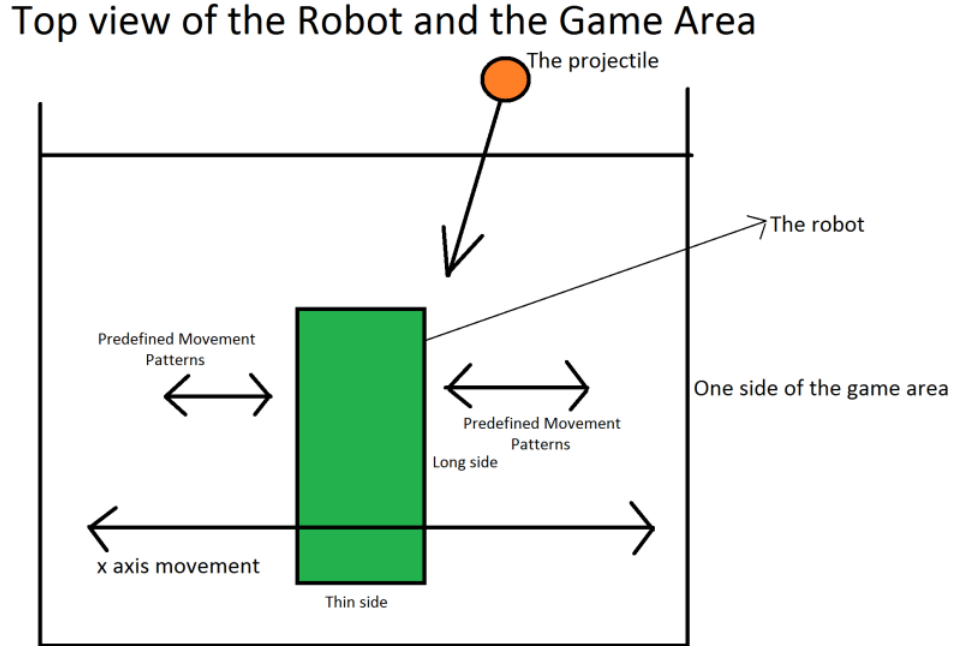 Top view of the Robot and the Game Area
The projectile
The robot
Predefined Movement
Patterns
One side of the game area
Predefined Movement
Patterns
Long side
x axis movement
Thin side